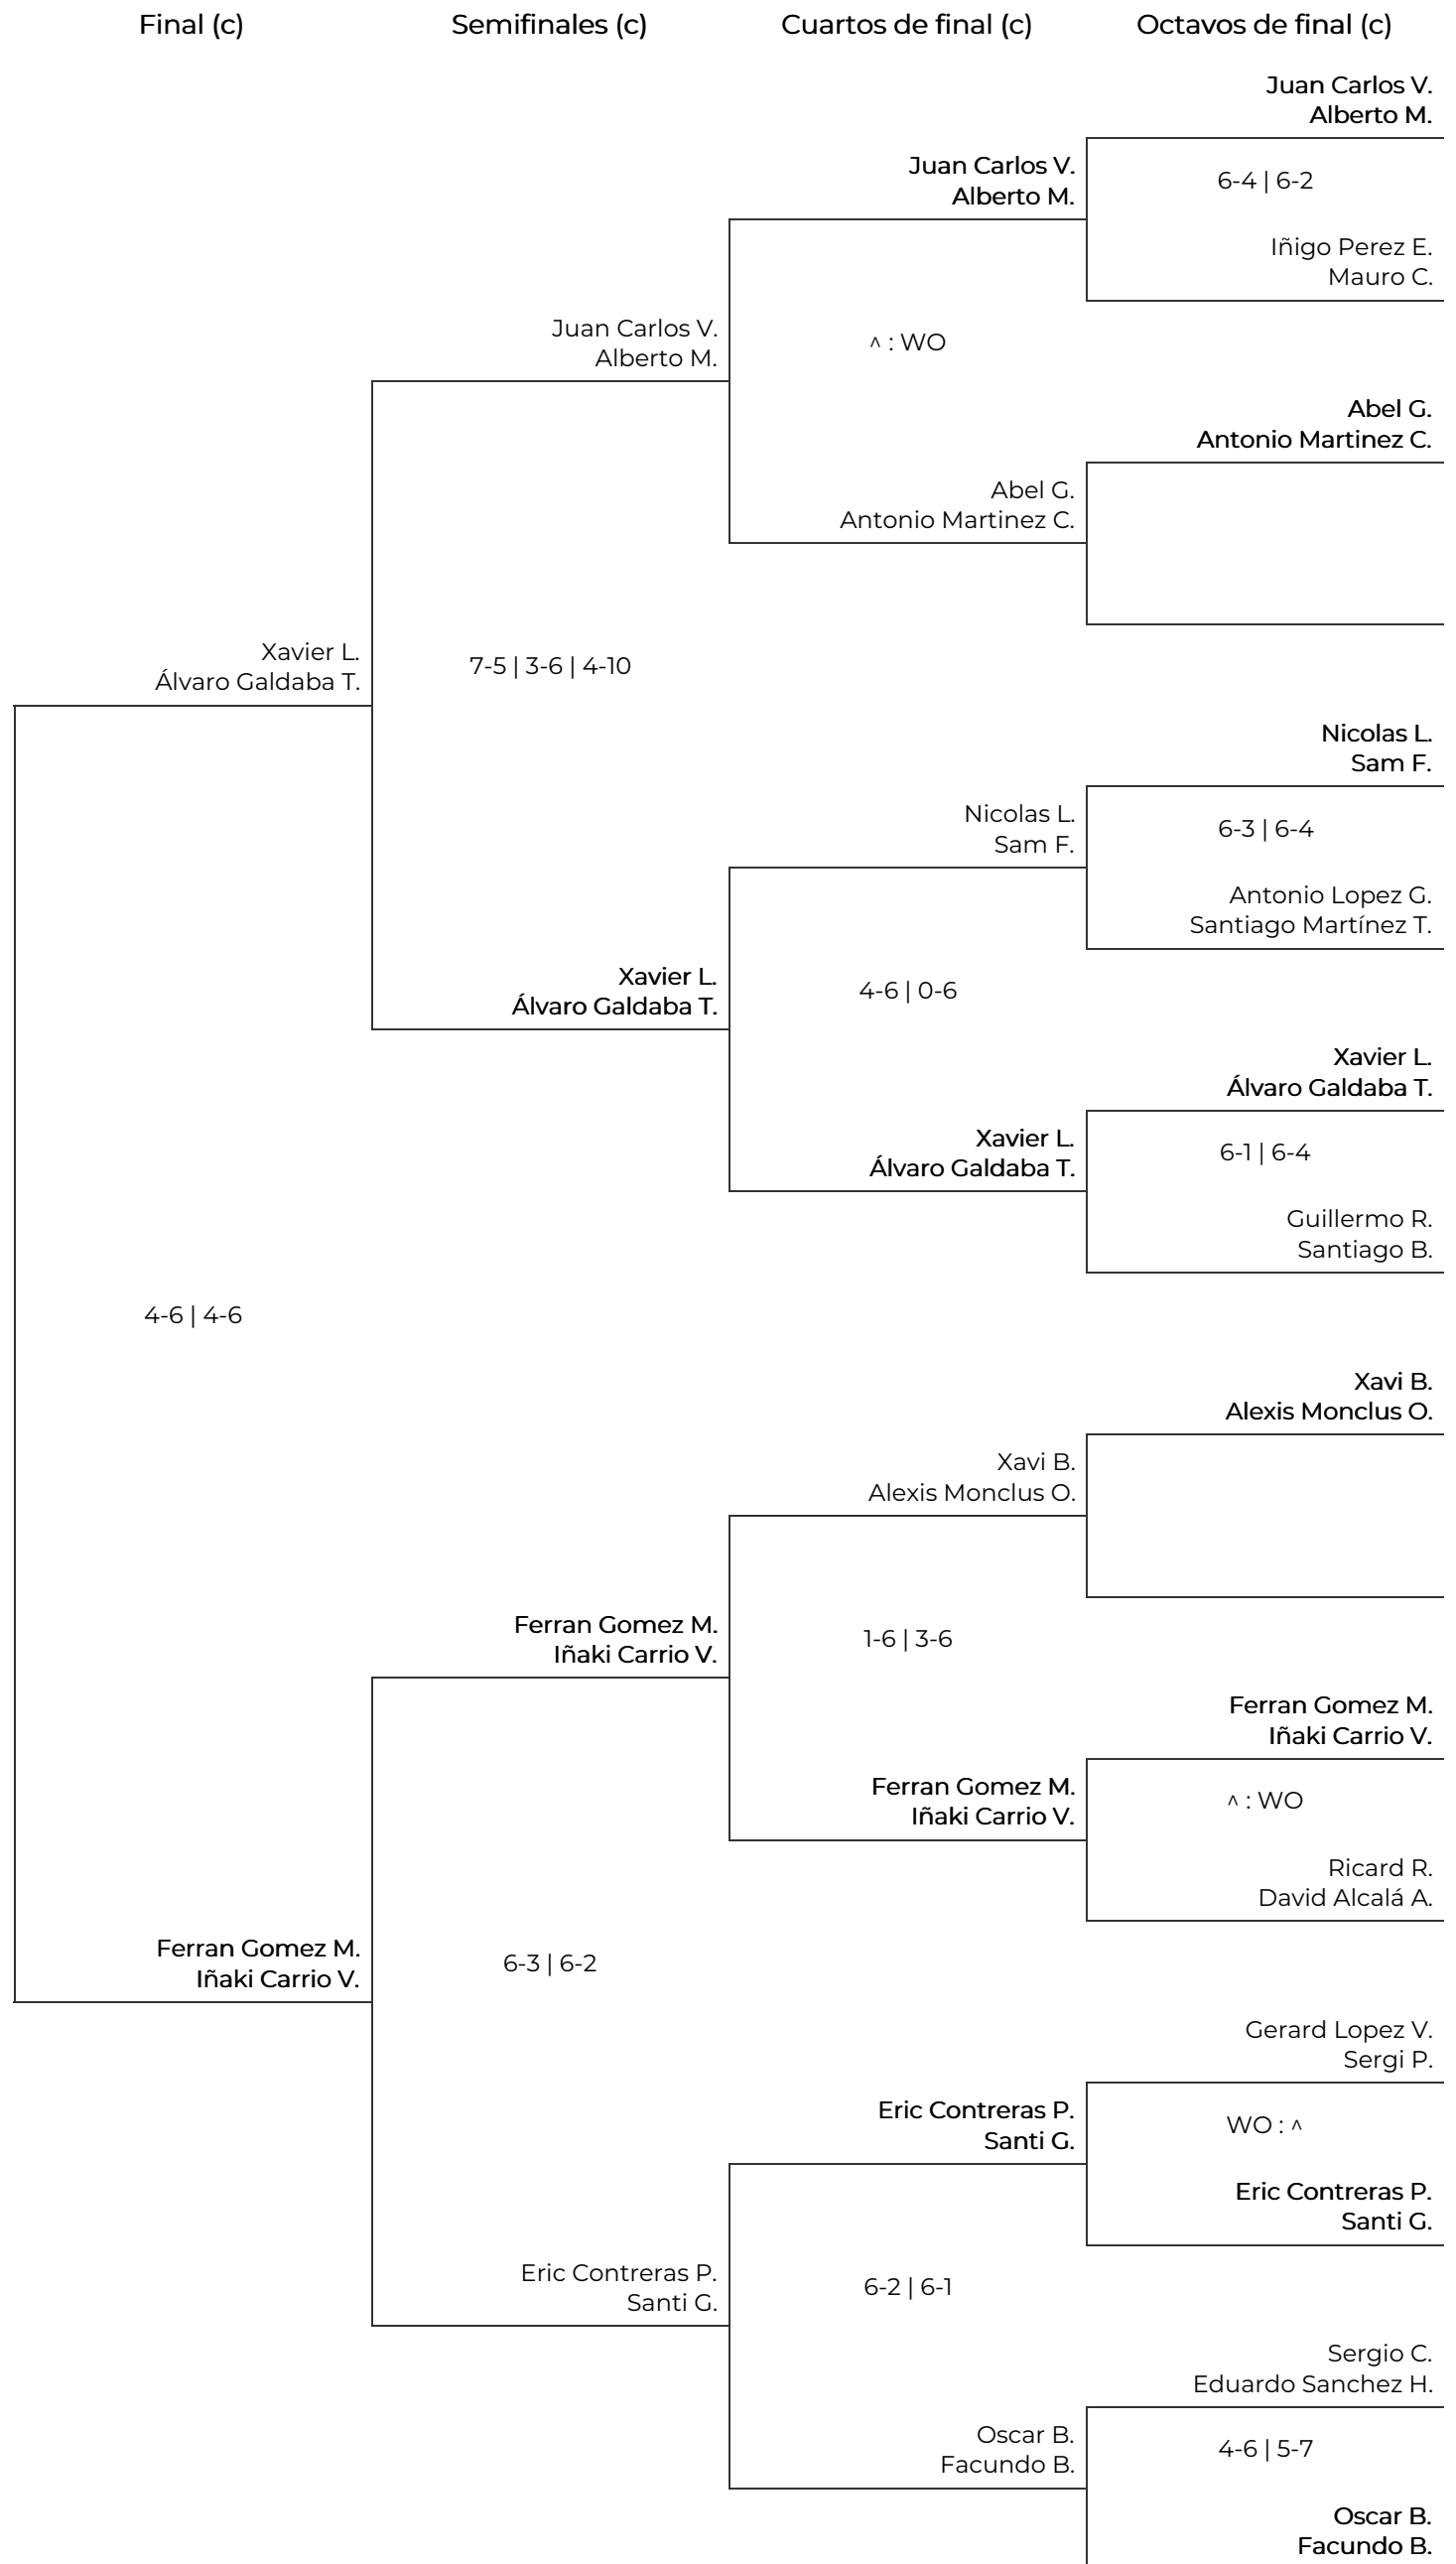 Final (c)
Semifinales (c)
Cuartos de final (c)
Octavos de final (c)
Juan Carlos V.
Alberto M.
6-4 | 6-2
Iñigo Perez E.
Mauro C.
Juan Carlos V.
Alberto M.
^ : WO
Abel G.
Antonio Martinez C.
Abel G.
Antonio Martinez C.
Juan Carlos V.
Alberto M.
7-5 | 3-6 | 4-10
Nicolas L.
Sam F.
6-3 | 6-4
Antonio Lopez G.
Santiago Martínez T.
Nicolas L.
Sam F.
4-6 | 0-6
Xavier L.
Álvaro Galdaba T.
6-1 | 6-4
Guillermo R.
Santiago B.
Xavier L.
Álvaro Galdaba T.
Xavier L.
Álvaro Galdaba T.
Xavier L.
Álvaro Galdaba T.
4-6 | 4-6
Xavi B.
Alexis Monclus O.
Xavi B.
Alexis Monclus O.
1-6 | 3-6
Ferran Gomez M.
Iñaki Carrio V.
^ : WO
Ricard R.
David Alcalá A.
Ferran Gomez M.
Iñaki Carrio V.
Ferran Gomez M.
Iñaki Carrio V.
Ferran Gomez M.
Iñaki Carrio V.
6-3 | 6-2
Gerard Lopez V.
Sergi P.
WO : ^
Eric Contreras P.
Santi G.
Eric Contreras P.
Santi G.
6-2 | 6-1
Eric Contreras P.
Santi G.
Sergio C.
Eduardo Sanchez H.
4-6 | 5-7
Oscar B.
Facundo B.
Oscar B.
Facundo B.